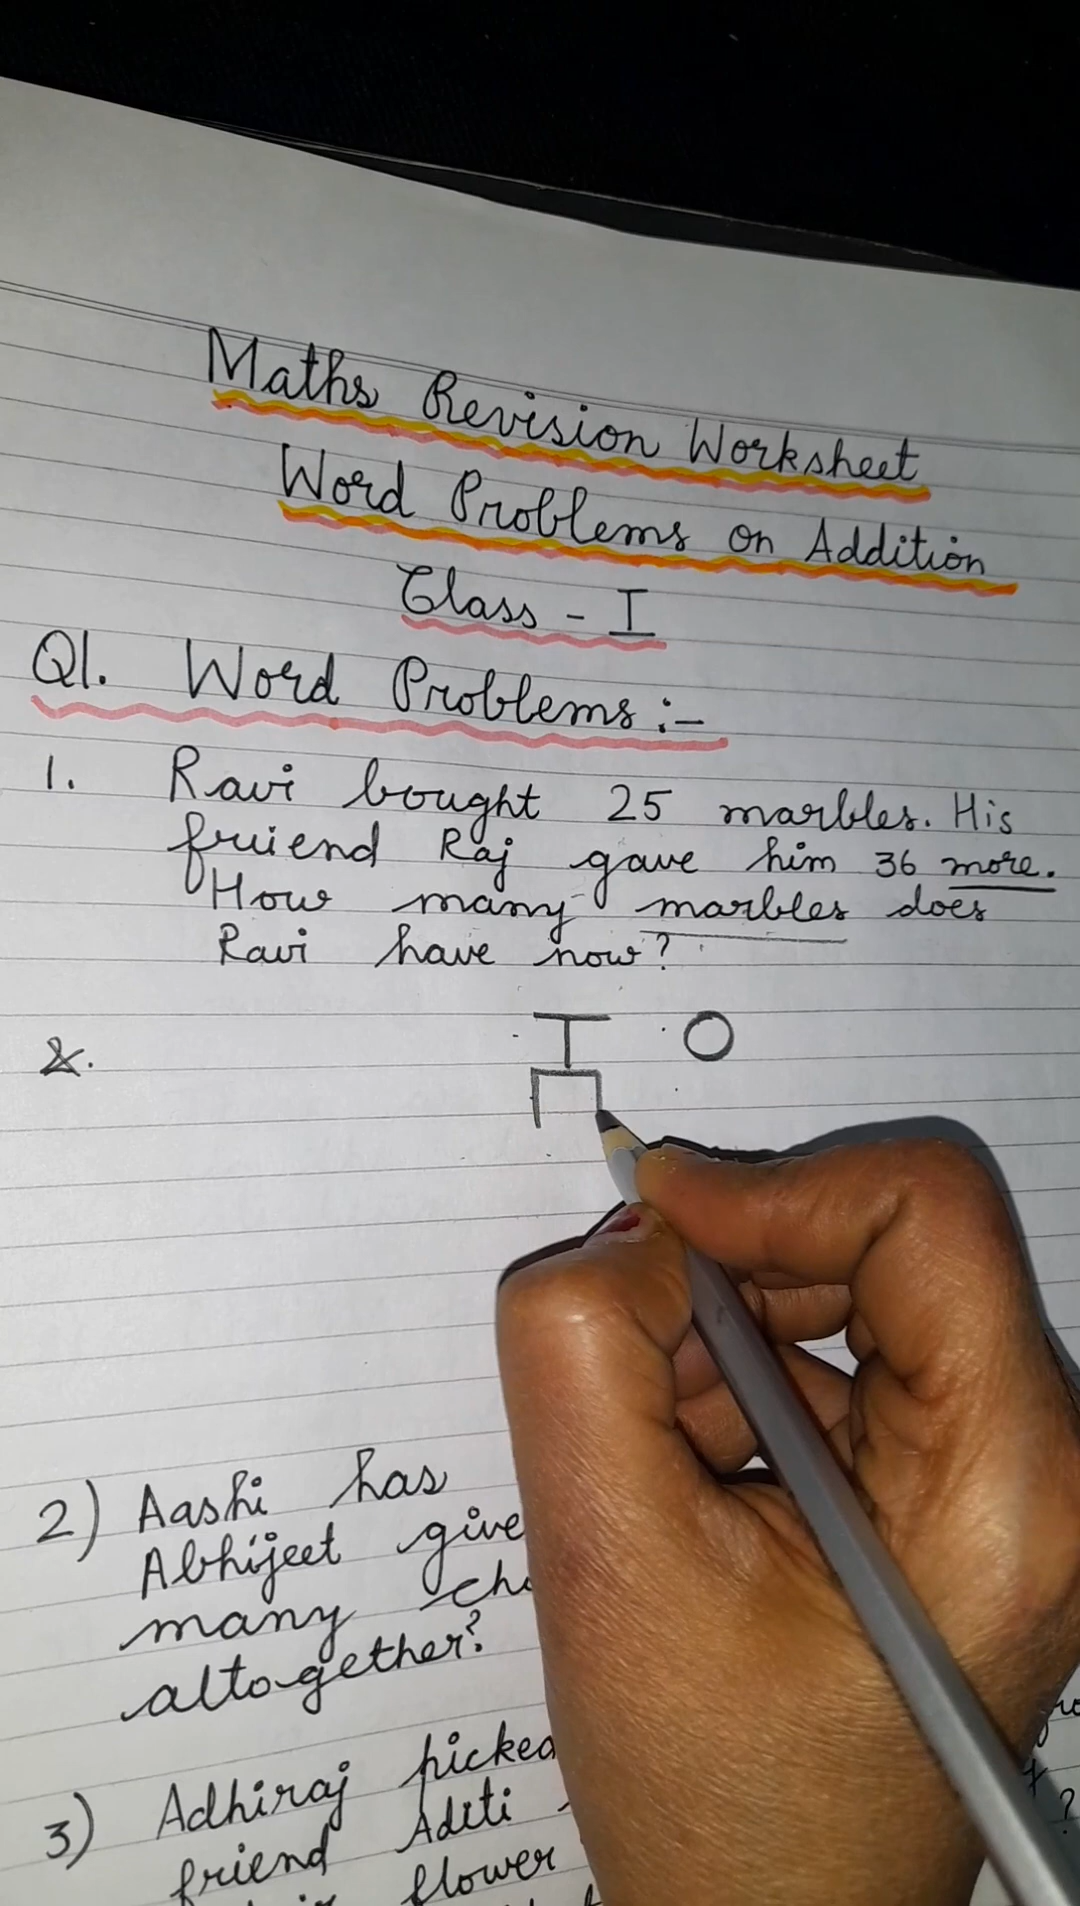 Maths Revision Worksheet
Word Problems on Addition
Class - I
Q1. Word Problems :-
1. Ravi bought 25 marbles. His
friend Raj gave him 36 more.
How many marbles does
Ravi have now?
T O
2) Aashi has
Abhijeet give
many
altogether?
3) Adhiraj picked
friend Aditi
flower